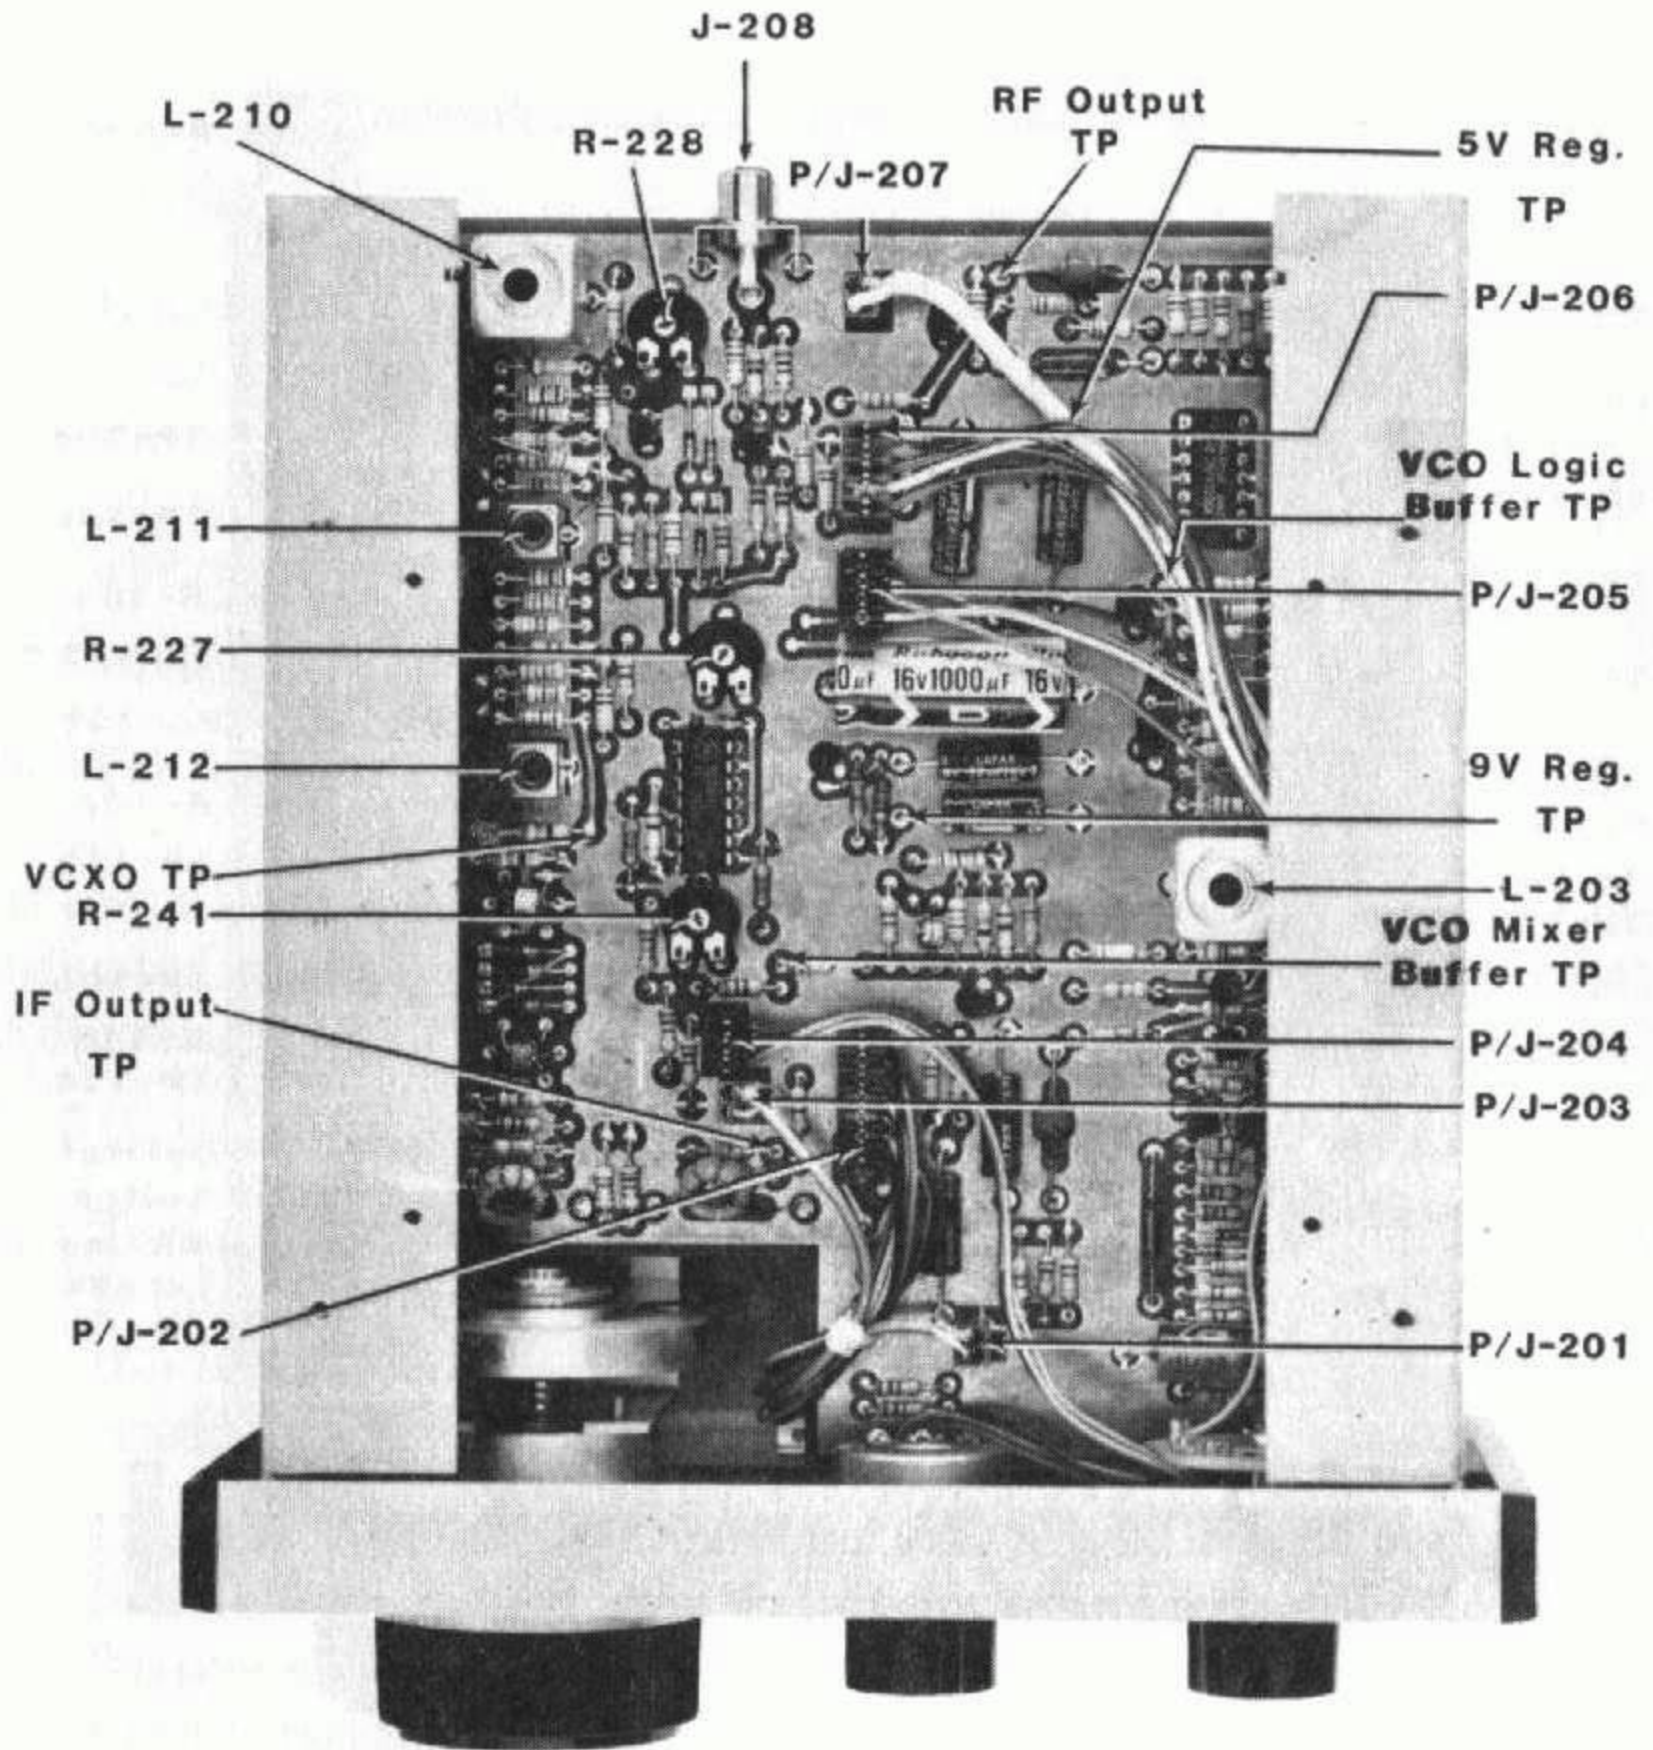 J-208
L-210
R-228
P/J-207
RF Output
TP
5V Reg.
TP
P/J-206
VCO Logic
Buffer TP
L-211
P/J-205
R-227
16V1000µF 16V
L-212
JAPAN
9V Reg.
TP
VCXO TP
L-203
R-241
VCO Mixer
Buffer TP
IF Output
TP
P/J-204
P/J-203
P/J-202
P/J-201